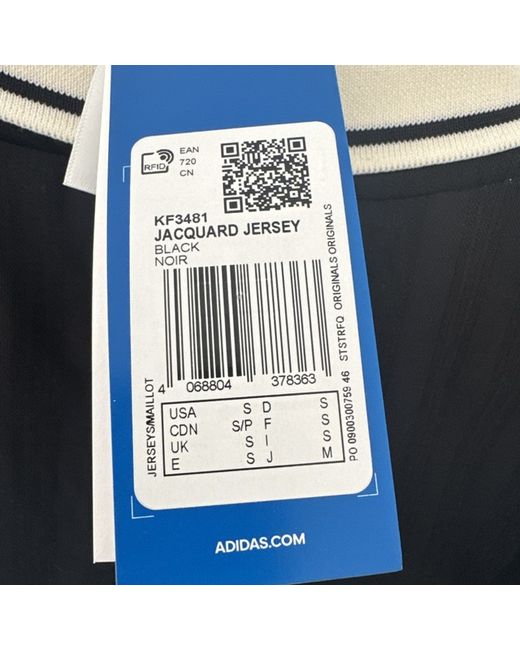 RFID
EAN
720
CN
KF3481
JACQUARD JERSEY
BLACK
NOIR
4 068804 378363
USA S D S
CDN S/P F S
UK S I S
E S J M
JERSEYS/MAILLOT
PO 0900300759 46 STSTRFQ ORIGINALS ORIGINALS
ADIDAS.COM